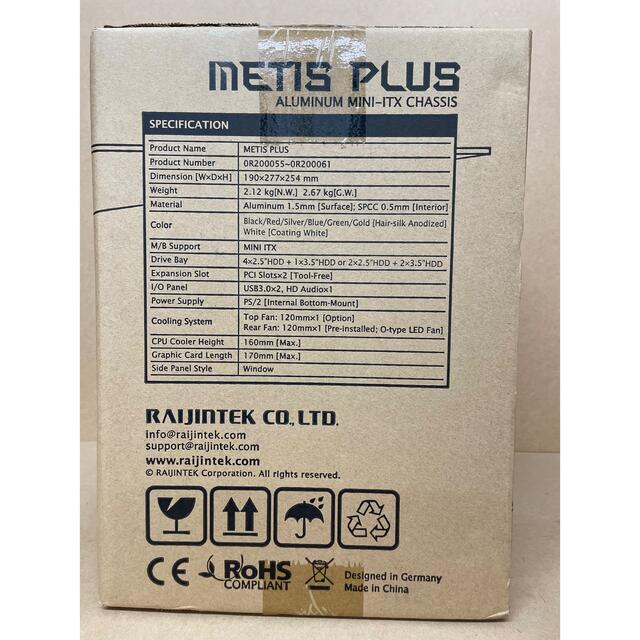 METIS PLUS
ALUMINUM MINI-ITX CHASSIS
SPECIFICATION
Product Name METIS PLUS
Product Number 0R200055~0R200061
Dimension [W×D×H] 190×277×254 mm
Weight 2.12 kg[N.W.] 2.67 kg[G.W.]
Material Aluminum 1.5mm [Surface]; SPCC 0.5mm [Interior]
Color Black/Red/Silver/Blue/Green/Gold [Hair-silk Anodized]
White [Coating White]
M/B Support MINI ITX
Drive Bay 4×2.5"HDD + 1×3.5"HDD or 2×2.5"HDD + 2×3.5"HDD
Expansion Slot PCI Slots×2 [Tool-Free]
I/O Panel USB3.0×2, HD Audio×1
Power Supply PS/2 [Internal Bottom-Mount]
Cooling System Top Fan: 120mm×1 [Option]
Rear Fan: 120mm×1 [Pre-installed; O-type LED Fan]
CPU Cooler Height 160mm [Max.]
Graphic Card Length 170mm [Max.]
Side Panel Style Window
RAIJINTEK CO., LTD.
info@raijintek.com
support@raijintek.com
www.raijintek.com
© RAIJINTEK Corporation. All rights reserved.
CE RoHS
COMPLIANT
Designed in Germany
Made in China